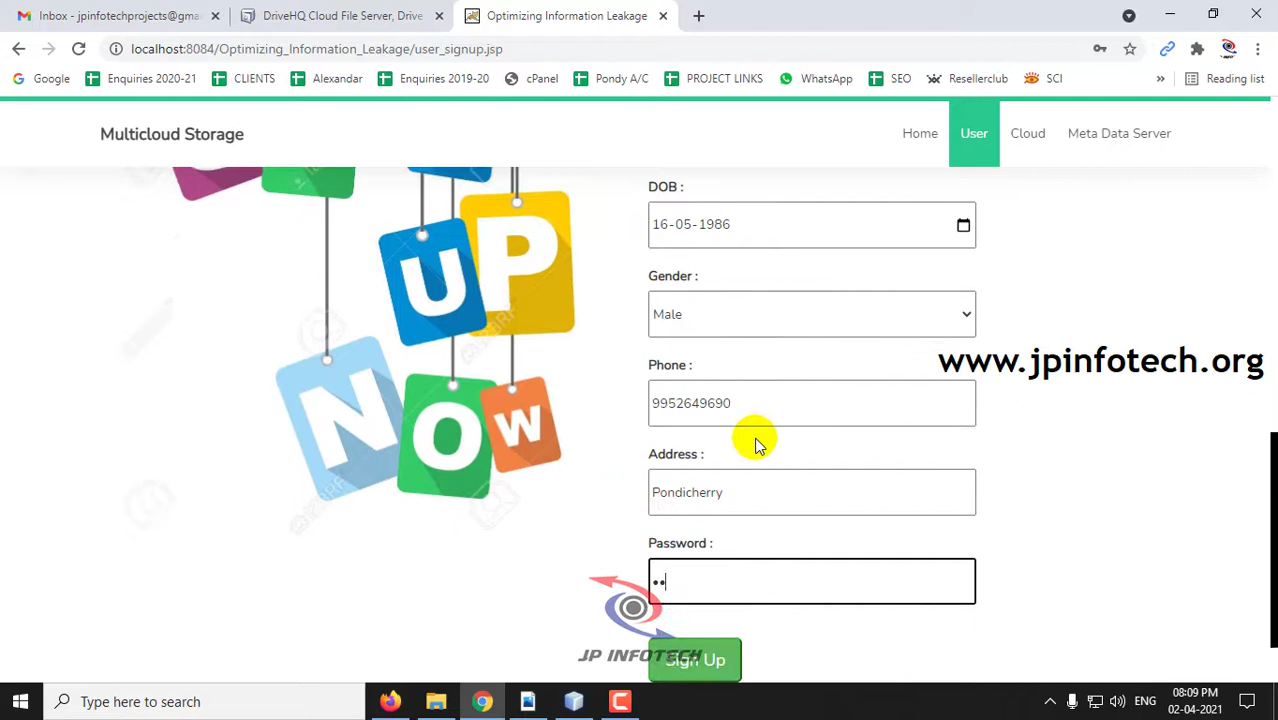 Inbox - jpinfotechprojects@gma
DriveHQ Cloud File Server, Drive
Optimizing Information Leakage
localhost:8084/Optimizing_Information_Leakage/user_signup.jsp
Google
Enquiries 2020-21
CLIENTS
Alexandar
Enquiries 2019-20
cPanel
Pondy A/C
PROJECT LINKS
WhatsApp
SEO
Resellerclub
SCI
»
Reading list
Multicloud Storage
Home
User
Cloud
Meta Data Server
UP
NOW
DOB :
16-05-1986
Gender :
Male
www.jpinfotech.org
Phone :
9952649690
Address :
Pondicherry
Password :
••
JP INFOTECH
Sign Up
Type here to search
ENG
08:09 PM
02-04-2021